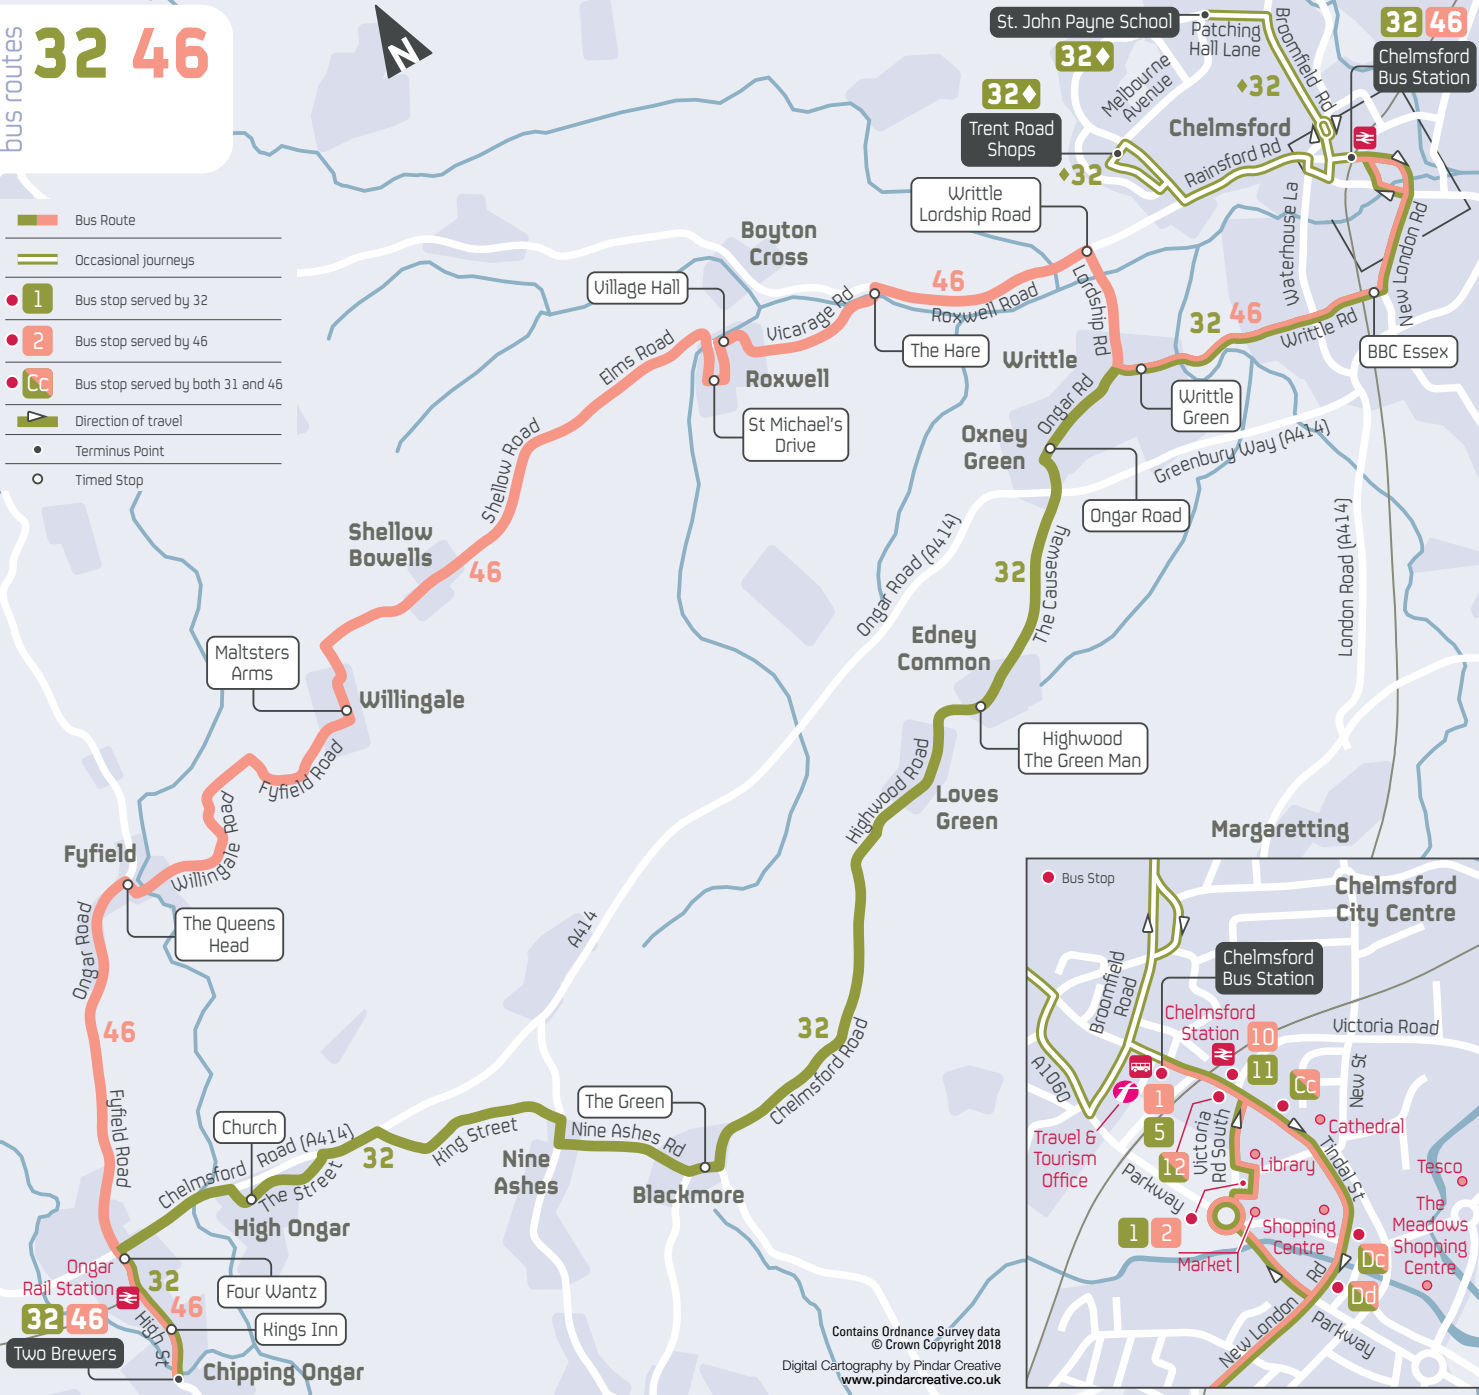 bus routes
32 46
N
Bus Route
Occasional journeys
1 Bus stop served by 32
2 Bus stop served by 46
Cc Bus stop served by both 31 and 46
Direction of travel
Terminus Point
Timed Stop
St. John Payne School
32♦
Patching
Hall Lane
Broomfield Rd
♦32
32 46
Chelmsford
Bus Station
Melbourne
Avenue
32♦
Trent Road
Shops
♦32
Chelmsford
Rainsford Rd
Waterhouse La
New London Rd
Writtle
Lordship Road
Boyton
Cross
Village Hall
Vicarage Rd
46
Roxwell Road
Lordship Rd
The Hare
Writtle
32 46
Writtle Rd
BBC Essex
Writtle
Green
Elms Road
Roxwell
St Michael's
Drive
Ongar Rd
Oxney
Green
Greenbury Way (A414)
Ongar Road
Shellow Road
Shellow
Bowells
46
Ongar Road (A414)
32
The Causeway
London Road (A414)
Edney
Common
Maltsters
Arms
Willingale
Highwood
The Green Man
Fyfield Road
Highwood Road
Loves
Green
Margaretting
Willingale Road
Fyfield
Willingale
The Queens
Head
Ongar Road
A414
46
32
Chelmsford Road
Fyfield Road
The Green
Church
Chelmsford Road (A414)
The Street
32
King Street
Nine Ashes Rd
Nine
Ashes
Blackmore
High Ongar
Ongar
Rail Station
32
46
Four Wantz
32 46
High St
Kings Inn
Two Brewers
Chipping Ongar
Contains Ordnance Survey data
© Crown Copyright 2018
Digital Cartography by Pindar Creative
www.pindarcreative.co.uk
Bus Stop
Chelmsford
City Centre
Chelmsford
Bus Station
Broomfield
Road
Chelmsford
Station
10
11
Victoria Road
New St
A1060
Cc
1
5
12
Travel &
Tourism
Office
Victoria
Rd South
Cathedral
Library
Tindal St
Tesco
Parkway
1 2
Market
Shopping
Centre
The
Meadows
Shopping
Centre
Dc
Dd
New London Rd
Parkway